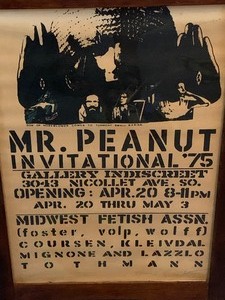 MR. PEANUT
INVITATIONAL '75
GALLERY INDISCREET
3043 NICOLLET AVE. SO.
OPENING: APR.20 8-11PM
APR. 20 THRU MAY 3
MIDWEST FETISH ASSN.
(foster, volp, wolff)
COURSEN, KLEIVDAL
MIGNONE AND LAZZLO
TOTHMANN